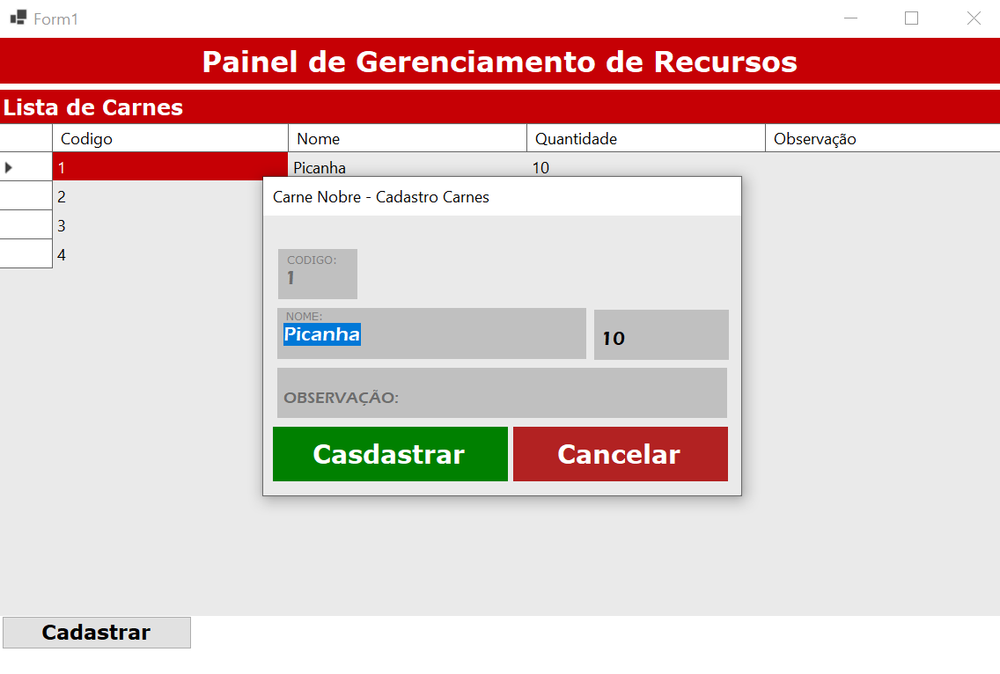 Form1
Painel de Gerenciamento de Recursos
Lista de Carnes
Codigo Nome Quantidade Observação
1 Picanha 10
2
3
4
Carne Nobre - Cadastro Carnes
CODIGO:
1
NOME:
Picanha
10
OBSERVAÇÃO:
Casdastrar Cancelar
Cadastrar